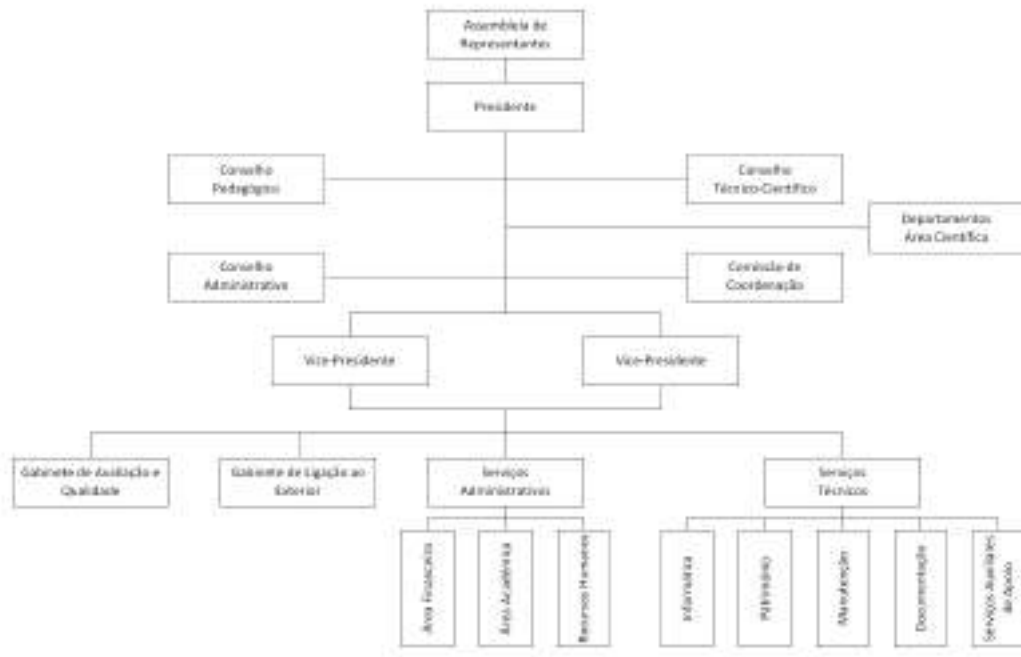 Assembleia de
Representantes
Presidente
Conselho
Pedagógico
Conselho
Técnico-Científico
Departamentos
Área Científica
Conselho
Administrativo
Comissão de
Coordenação
Vice-Presidente
Vice-Presidente
Gabinete de Avaliação e
Qualidade
Gabinete de Ligação ao
Exterior
Serviços
Administrativos
Serviços
Técnicos
Área Financeira
Área Académica
Recursos Humanos
Informática
Património
Manutenção
Documentação
Serviços Auxiliares
de Apoio